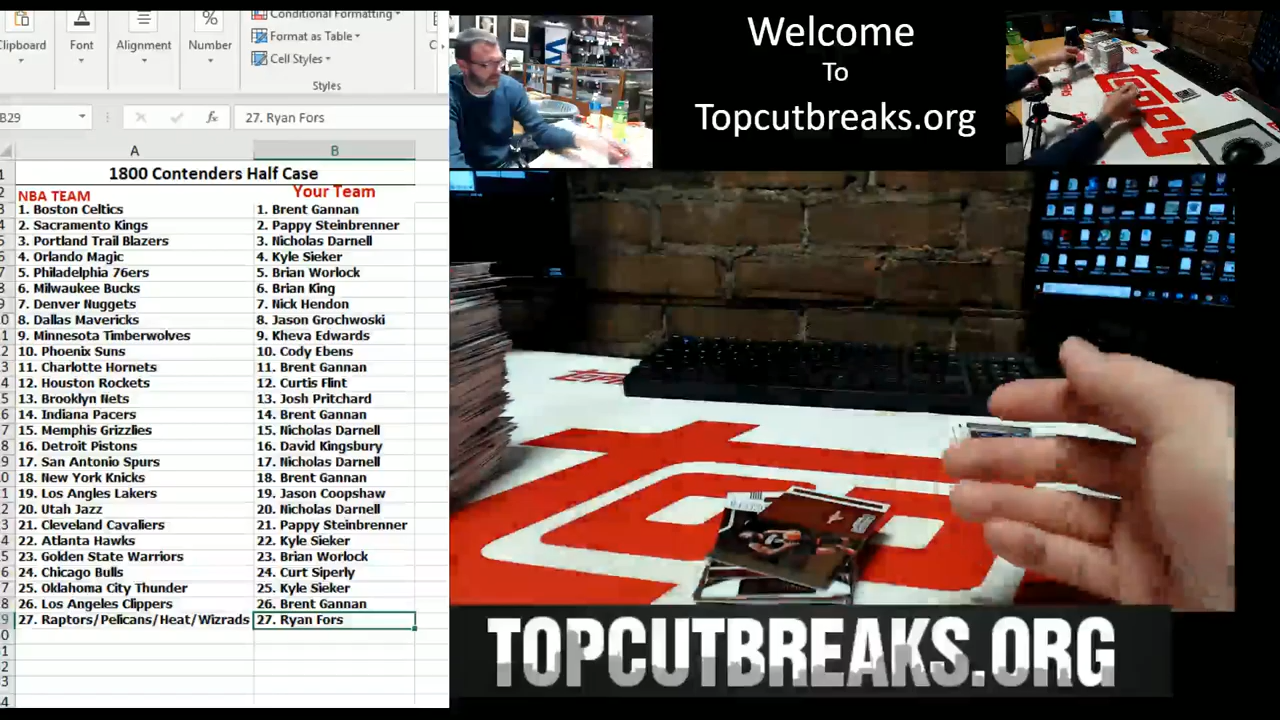 Clipboard
Font
Alignment
Number
Conditional Formatting
Format as Table
Cell Styles
Styles
B29
fx
27. Ryan Fors
A
B
1800 Contenders Half Case
NBA TEAM
Your Team
1. Boston Celtics
1. Brent Gannan
2. Sacramento Kings
2. Pappy Steinbrenner
3. Portland Trail Blazers
3. Nicholas Darnell
4. Orlando Magic
4. Kyle Sieker
5. Philadelphia 76ers
5. Brian Worlock
6. Milwaukee Bucks
6. Brian King
7. Denver Nuggets
7. Nick Hendon
8. Dallas Mavericks
8. Jason Grochwoski
9. Minnesota Timberwolves
9. Kheva Edwards
10. Phoenix Suns
10. Cody Ebens
11. Charlotte Hornets
11. Brent Gannan
12. Houston Rockets
12. Curtis Flint
13. Brooklyn Nets
13. Josh Pritchard
14. Indiana Pacers
14. Brent Gannan
15. Memphis Grizzlies
15. Nicholas Darnell
16. Detroit Pistons
16. David Kingsbury
17. San Antonio Spurs
17. Nicholas Darnell
18. New York Knicks
18. Brent Gannan
19. Los Angles Lakers
19. Jason Coopshaw
20. Utah Jazz
20. Nicholas Darnell
21. Cleveland Cavaliers
21. Pappy Steinbrenner
22. Atlanta Hawks
22. Kyle Sieker
23. Golden State Warriors
23. Brian Worlock
24. Chicago Bulls
24. Curt Siperly
25. Oklahoma City Thunder
25. Kyle Sieker
26. Los Angeles Clippers
26. Brent Gannan
27. Raptors/Pelicans/Heat/Wizrads
27. Ryan Fors
Welcome
To
Topcutbreaks.org
TOPCUTBREAKS.ORG